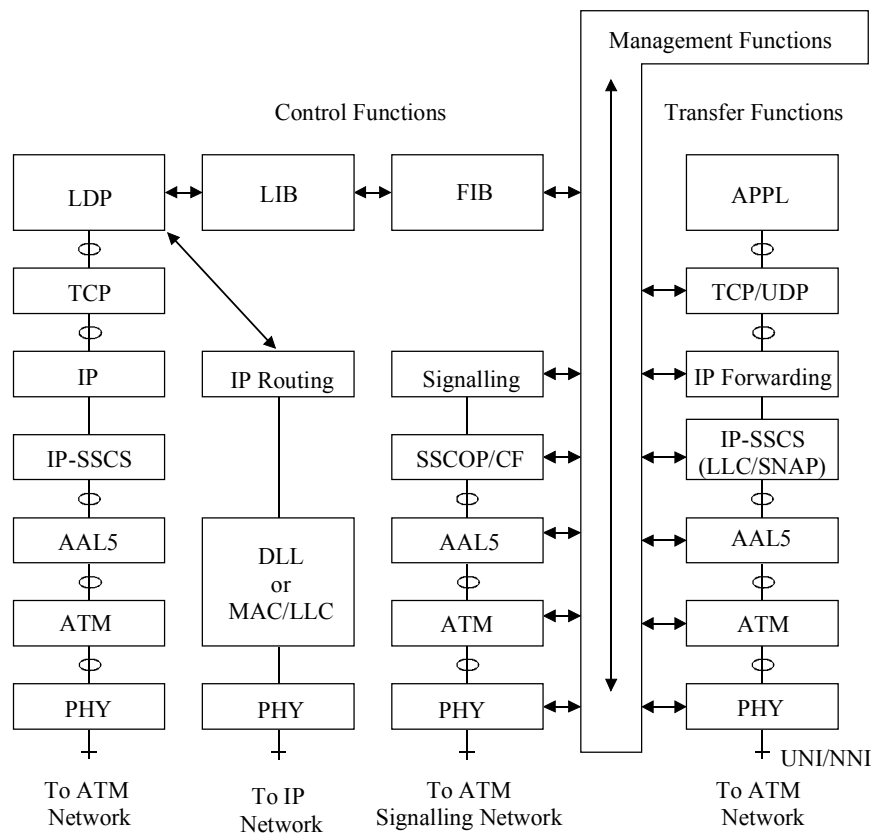 Management Functions
Control Functions
Transfer Functions
LDP
LIB
FIB
APPL
TCP
TCP/UDP
IP
IP Routing
Signalling
IP Forwarding
IP-SSCS
SSCOP/CF
IP-SSCS
(LLC/SNAP)
AAL5
DLL
or
MAC/LLC
AAL5
AAL5
ATM
ATM
ATM
PHY
PHY
PHY
PHY
UNI/NNI
To ATM
Network
To IP
Network
To ATM
Signalling Network
To ATM
Network